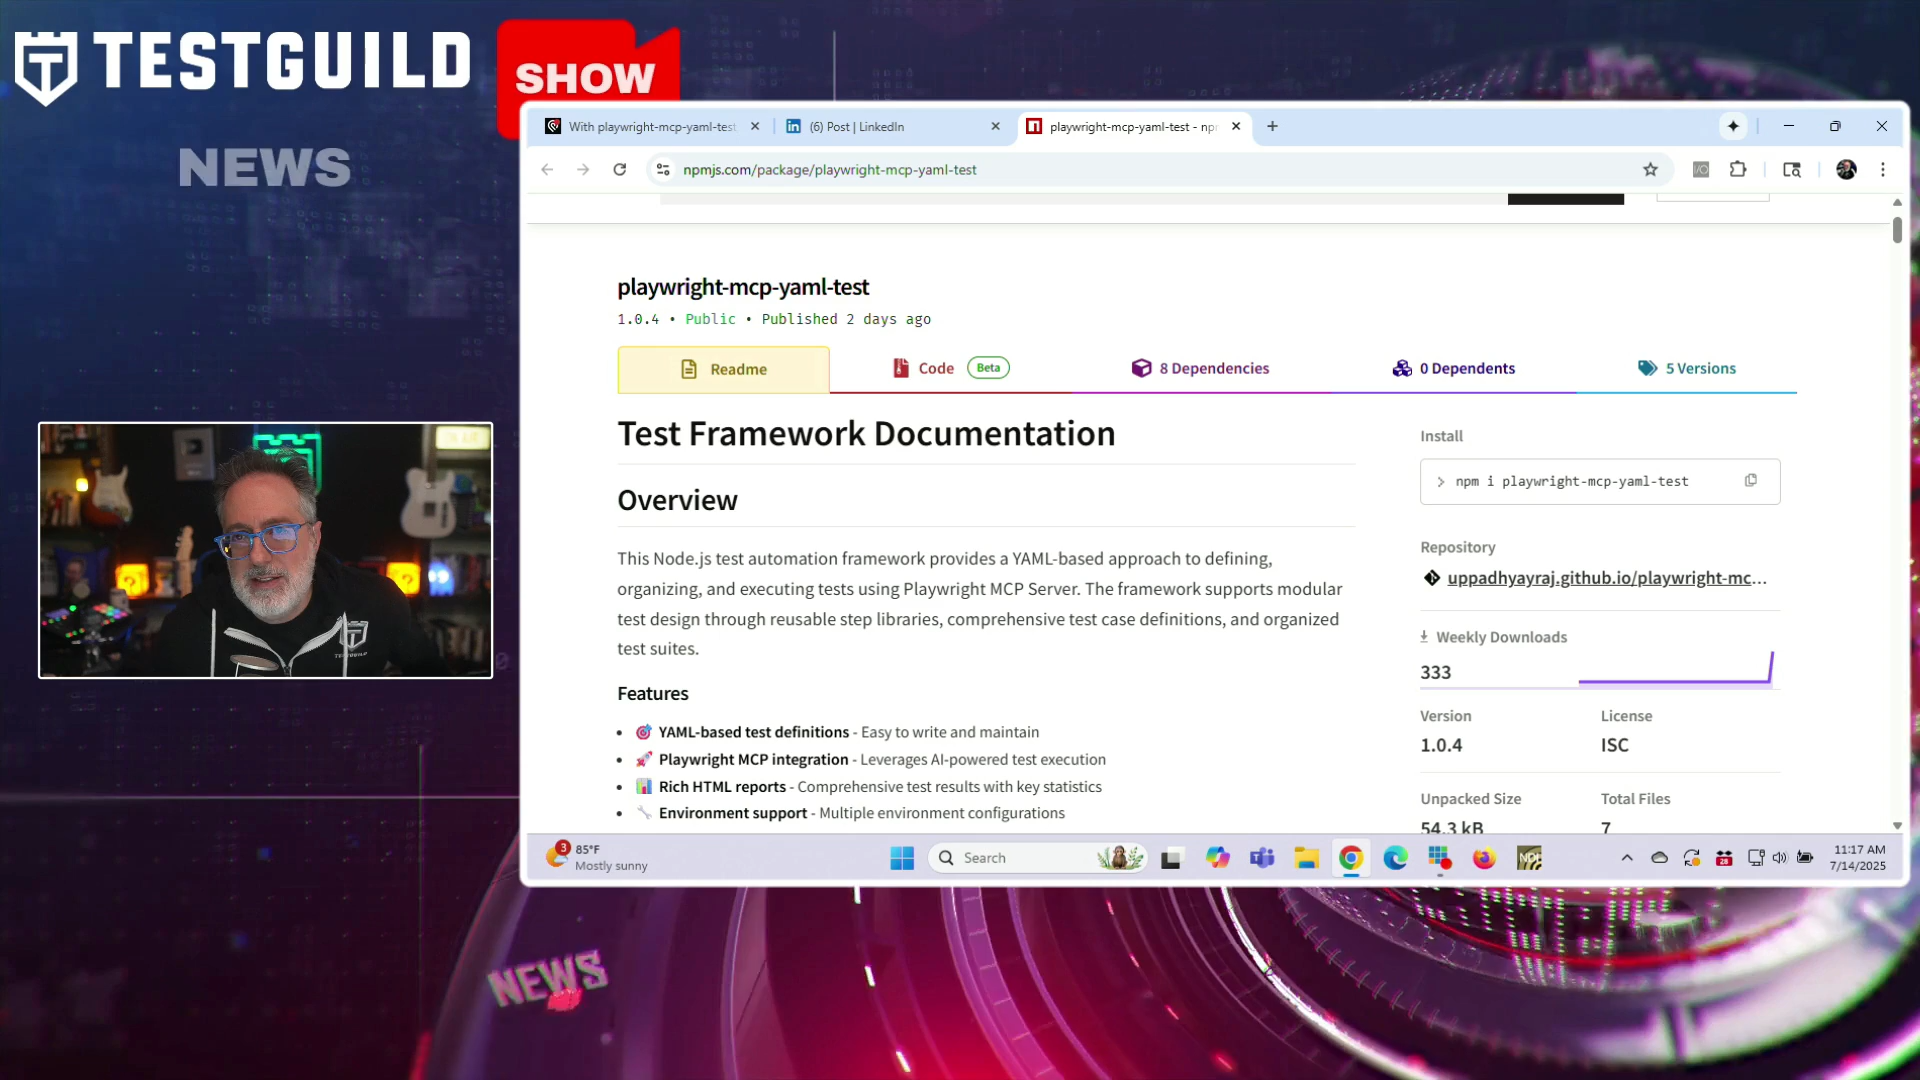 TESTGUILD
SHOW
NEWS
With playwright-mcp-yaml-test
(6) Post | LinkedIn
playwright-mcp-yaml-test - np
npmjs.com/package/playwright-mcp-yaml-test
playwright-mcp-yaml-test
1.0.4 • Public • Published 2 days ago
Readme
Code Beta
8 Dependencies
0 Dependents
5 Versions
Test Framework Documentation
Overview
This Node.js test automation framework provides a YAML-based approach to defining,
organizing, and executing tests using Playwright MCP Server. The framework supports modular
test design through reusable step libraries, comprehensive test case definitions, and organized
test suites.
Features
• 🎯 YAML-based test definitions - Easy to write and maintain
• 🚀 Playwright MCP integration - Leverages AI-powered test execution
• 📊 Rich HTML reports - Comprehensive test results with key statistics
• 🔧 Environment support - Multiple environment configurations
Install
npm i playwright-mcp-yaml-test
Repository
uppadhyayraj.github.io/playwright-mc...
Weekly Downloads
333
Version
1.0.4
License
ISC
Unpacked Size
54.3 kB
Total Files
7
3
85°F
Mostly sunny
Search
28
11:17 AM
7/14/2025
NEWS